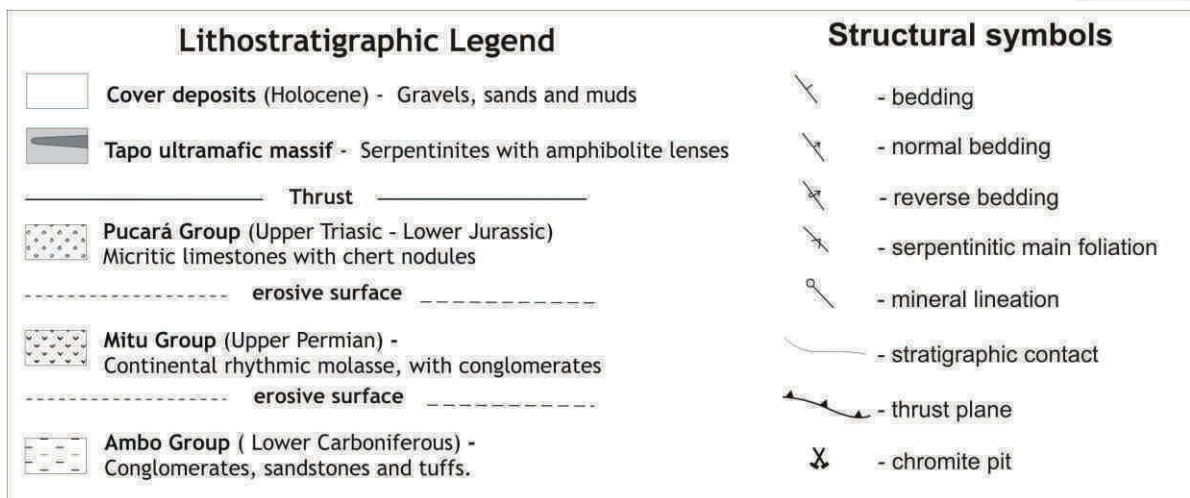 Lithostratigraphic Legend
Cover deposits (Holocene) - Gravels, sands and muds
Tapo ultramafic massif - Serpentinites with amphibolite lenses
Thrust
Pucará Group (Upper Triasic - Lower Jurassic)
Micritic limestones with chert nodules
erosive surface
Mitu Group (Upper Permian) -
Continental rhythmic molasse, with conglomerates
erosive surface
Ambo Group ( Lower Carboniferous) -
Conglomerates, sandstones and tuffs.
Structural symbols
- bedding
- normal bedding
- reverse bedding
- serpentinitic main foliation
- mineral lineation
- stratigraphic contact
- thrust plane
- chromite pit